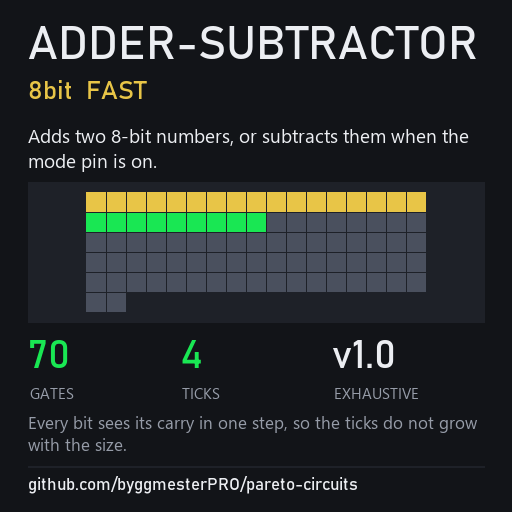 ADDER-SUBTRACTOR
8bit FAST
Adds two 8-bit numbers, or subtracts them when the
mode pin is on.
70 4 v1.0
GATES TICKS EXHAUSTIVE
Every bit sees its carry in one step, so the ticks do not grow
with the size.
github.com/byggmesterPRO/pareto-circuits